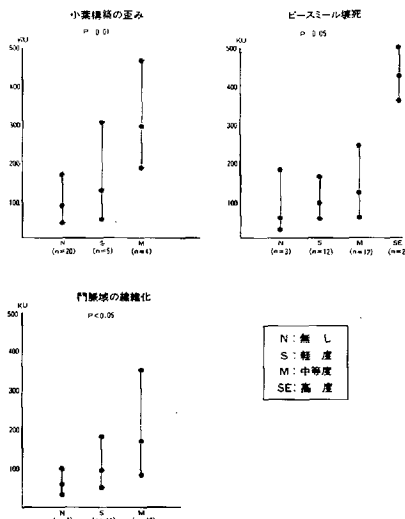 小葉構築の歪み
P 0.01
KU
500
400
300
200
100
N S M
(n=20) (n=5) (n=4)
ピースミール壊死
P 0.05
KU
500
400
300
200
100
N S M SE
(n=3) (n=12) (n=12) (n=2
門脈域の線維化
P<0.05
KU
500
400
300
200
100
N S M
N：無し
S：軽度
M：中等度
SE：高度